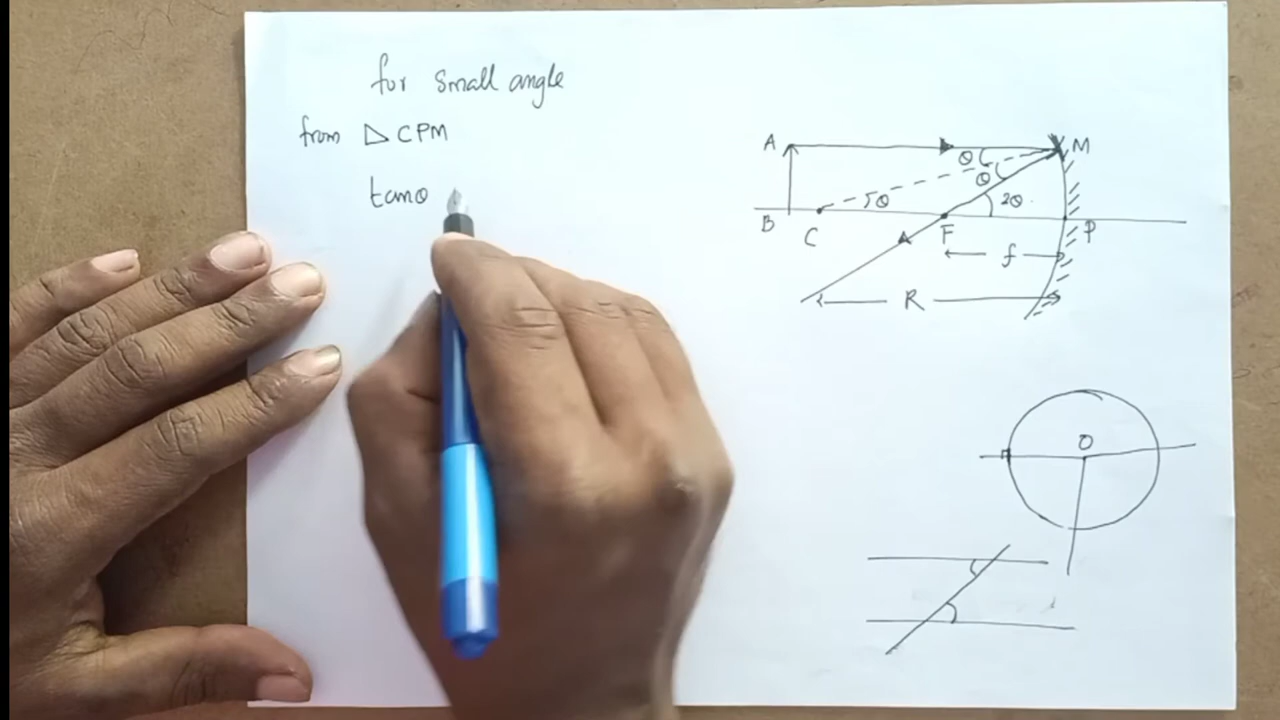 for small angle
from △ CPM
tanθ
A
M
θ
θ
θ
2θ
B
C
F
P
f
R
O